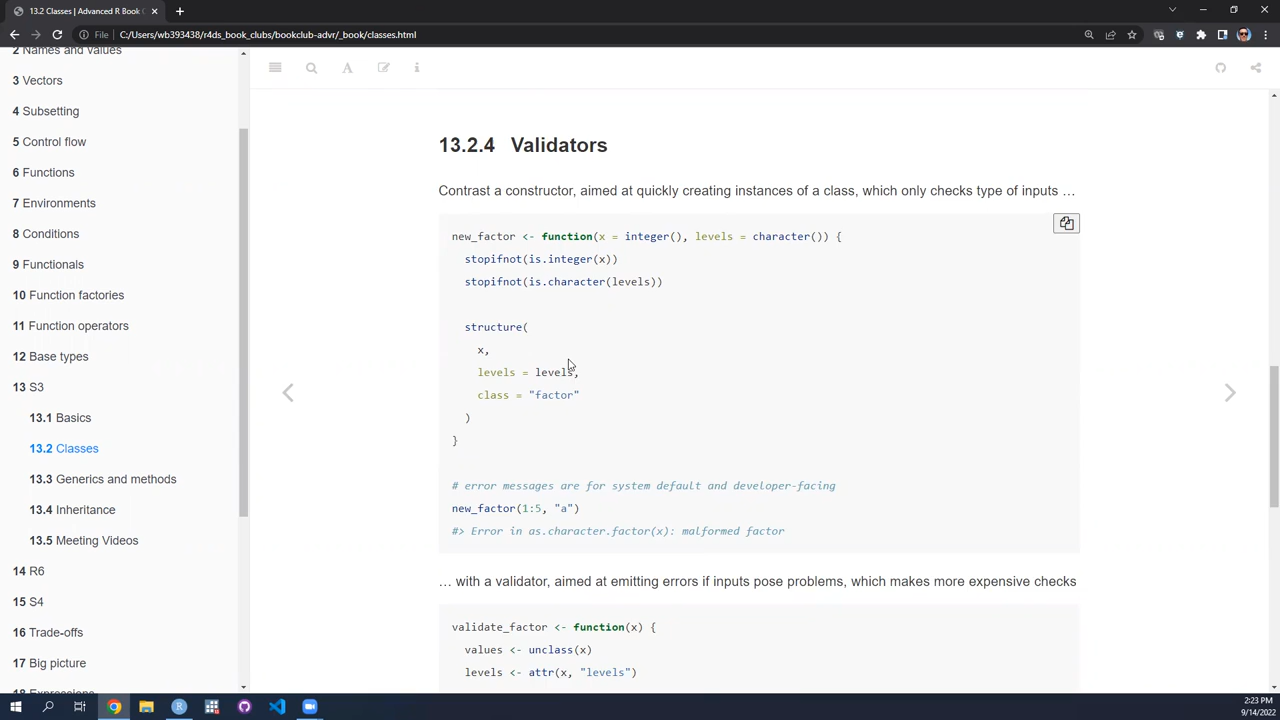 13.2 Classes | Advanced R Book C
File
C:/Users/wb393438/r4ds_book_clubs/bookclub-advr/_book/classes.html
2 Names and values
3 Vectors
4 Subsetting
5 Control flow
6 Functions
7 Environments
8 Conditions
9 Functionals
10 Function factories
11 Function operators
12 Base types
13 S3
13.1 Basics
13.2 Classes
13.3 Generics and methods
13.4 Inheritance
13.5 Meeting Videos
14 R6
15 S4
16 Trade-offs
17 Big picture
18 Expressions
13.2.4 Validators
Contrast a constructor, aimed at quickly creating instances of a class, which only checks type of inputs …
new_factor <- function(x = integer(), levels = character()) {
stopifnot(is.integer(x))
stopifnot(is.character(levels))
structure(
x,
levels = levels,
class = "factor"
)
}
# error messages are for system default and developer-facing
new_factor(1:5, "a")
#> Error in as.character.factor(x): malformed factor
… with a validator, aimed at emitting errors if inputs pose problems, which makes more expensive checks
validate_factor <- function(x) {
values <- unclass(x)
levels <- attr(x, "levels")
2:23 PM
9/14/2022